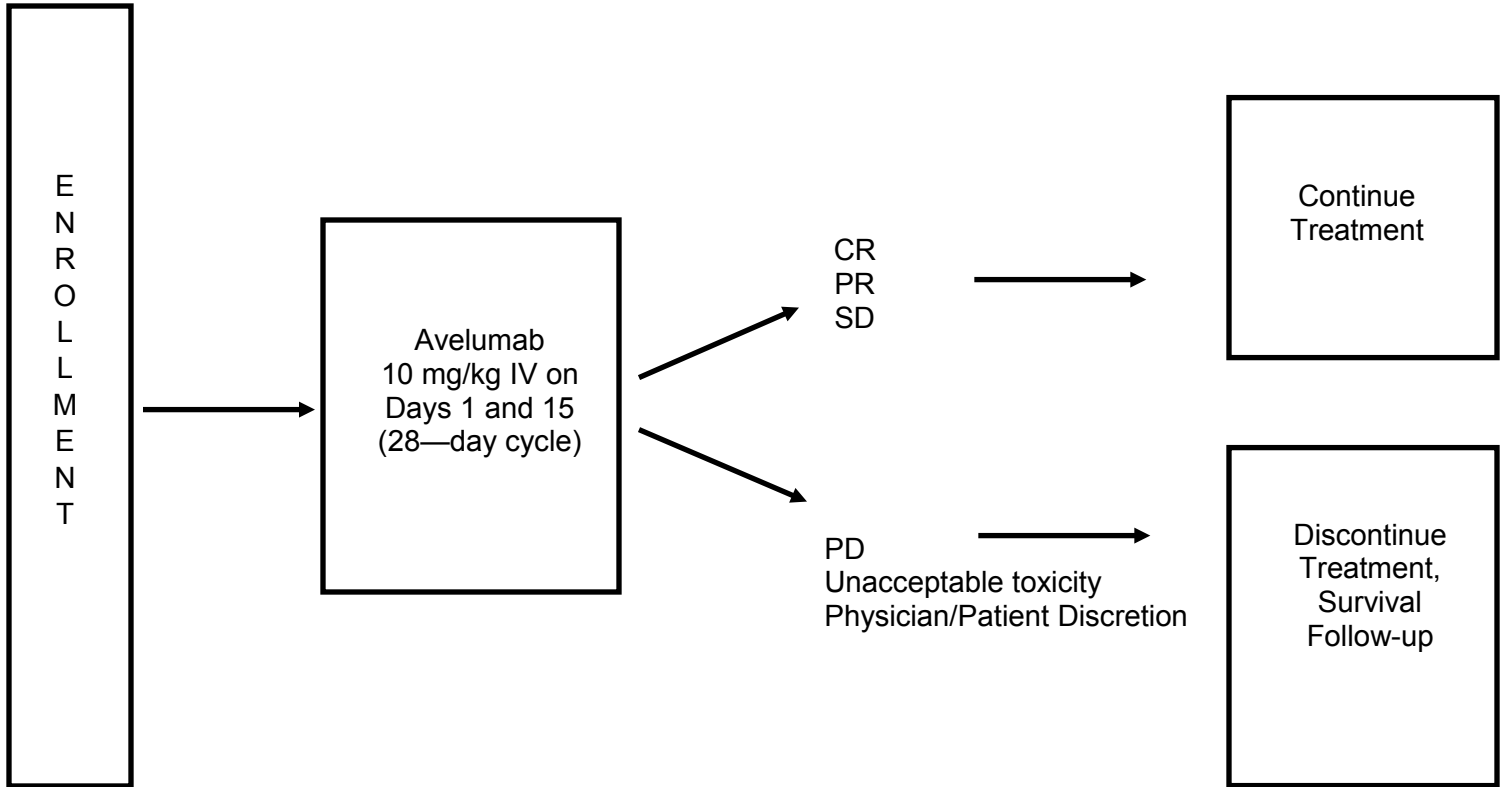 E
N
R
O
L
L
M
E
N
T
Avelumab
10 mg/kg IV on
Days 1 and 15
(28—day cycle)
CR
PR
SD
Continue
Treatment
PD
Unacceptable toxicity
Physician/Patient Discretion
Discontinue
Treatment,
Survival
Follow-up